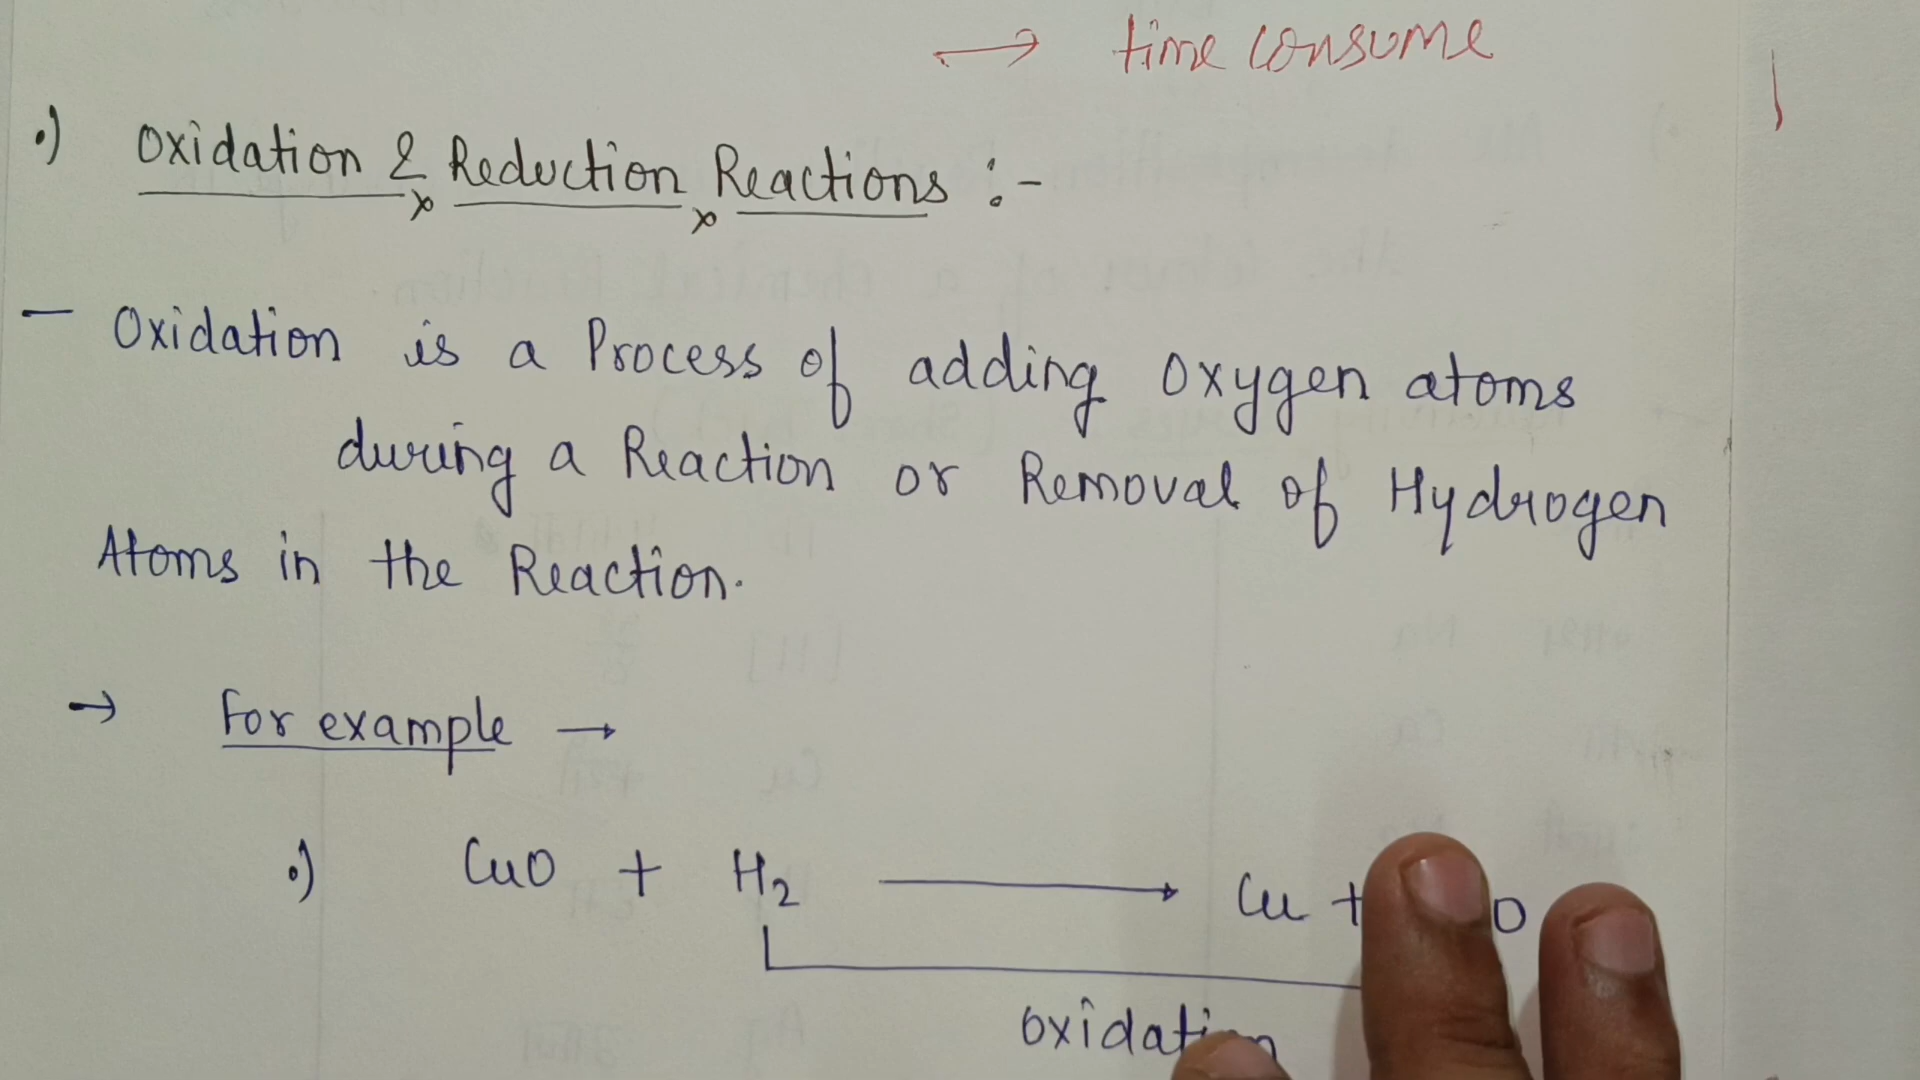 → time consume
•) Oxidation & Reduction Reactions :-
- Oxidation is a Process of adding Oxygen atoms
during a Reaction or Removal of Hydrogen
Atoms in the Reaction.
→ For example →
•) CuO + H₂ → Cu + O